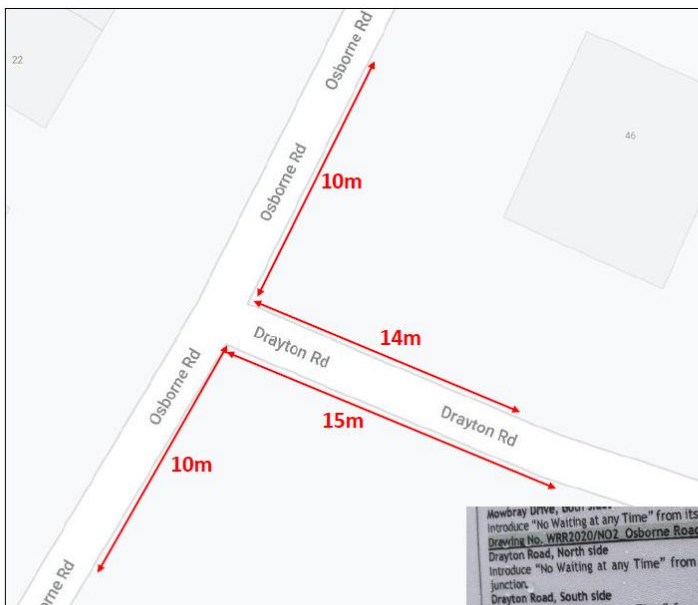 Osborne Rd
22
46
Osborne Rd
10m
14m
Drayton Rd
Osborne Rd
15m
Drayton Rd
10m
Osborne Rd
Mowbray Drive, Both
Introduce "No Waiting at any Time" from its
Drawing No. WRR2020/NO2 Osborne Road
Drayton Road, North side
Introduce "No Waiting at any Time" from
junction.
Drayton Road, South side